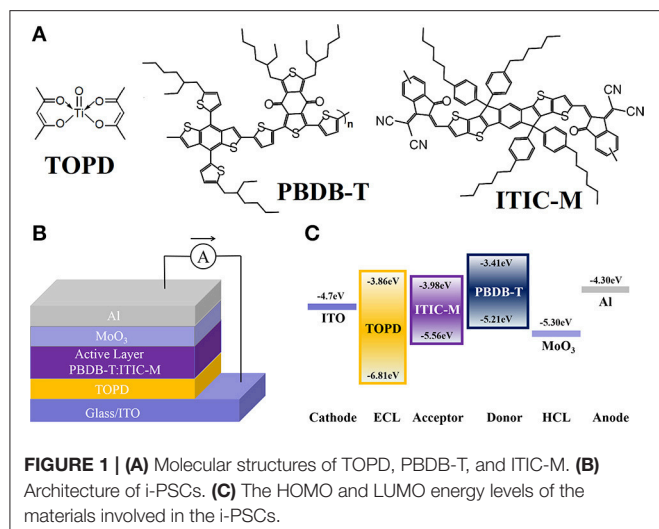 A
O
Ti
O
O
O
O
TOPD
S
S
O
O
S
S
S
S
S
S
n
PBDB-T
O
NC
CN
S
S
S
S
O
CN
CN
ITIC-M
B
A
Al
MoO3
Active Layer
PBDB-T:ITIC-M
TOPD
Glass/ITO
C
-4.7eV
ITO
-3.86eV
TOPD
-6.81eV
-3.98eV
ITIC-M
-5.56eV
-3.41eV
PBDB-T
-5.21eV
-5.30eV
MoO3
-4.30eV
Al
Cathode ECL Acceptor Donor HCL Anode
FIGURE 1 | (A) Molecular structures of TOPD, PBDB-T, and ITIC-M. (B)
Architecture of i-PSCs. (C) The HOMO and LUMO energy levels of the
materials involved in the i-PSCs.